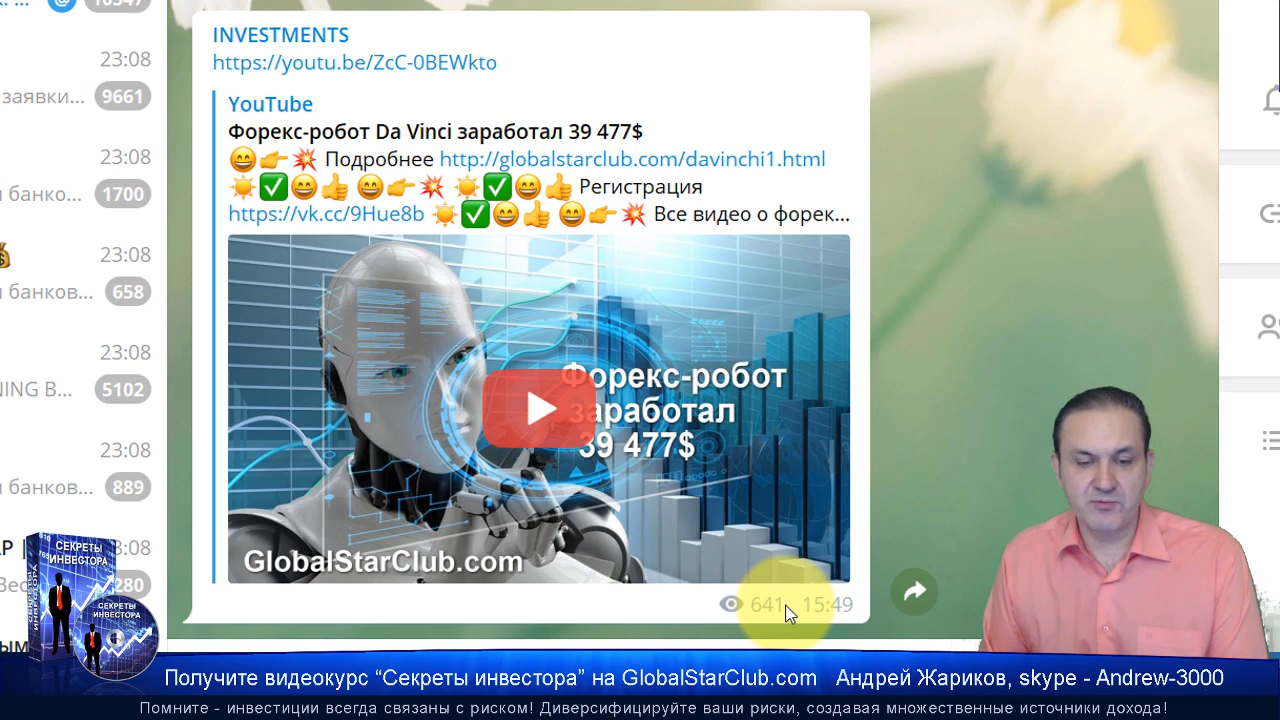 10347
23:08
заявки...
9661
23:08
банко...
1700
23:08
банков...
658
23:08
NING B...
5102
23:08
банков...
889
INVESTMENTS
https://youtu.be/ZcC-0BEWkto
YouTube
Форекс-робот Da Vinci заработал 39 477$
😄👉💥 Подробнее http://globalstarclub.com/davinchi1.html
☀️✅😄👍 😄👉💥 ☀️✅😄👍 Регистрация
https://vk.cc/9Hue8b ☀️✅😄👍 😄👉💥 Все видео о форек...
Форекс-робот
заработал
39 477$
GlobalStarClub.com
641 15:49
СЕКРЕТЫ
ИНВЕСТОРА
СЕКРЕТЫ
ИНВЕСТОРА
Получите видеокурс “Секреты инвестора” на GlobalStarClub.com Андрей Жариков, skype - Andrew-3000
Помните - инвестиции всегда связаны с риском! Диверсифицируйте ваши риски, создавая множественные источники дохода!